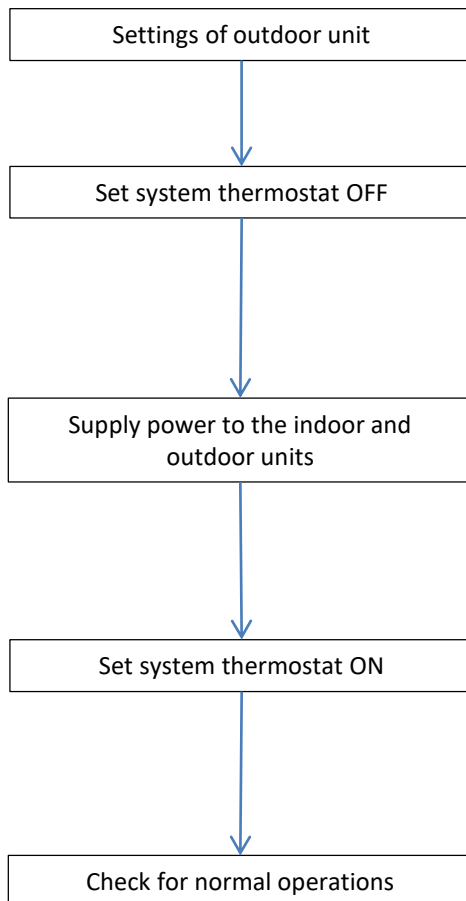 Settings of outdoor unit
Set system thermostat OFF
Supply power to the indoor and
outdoor units
Set system thermostat ON
Check for normal operations